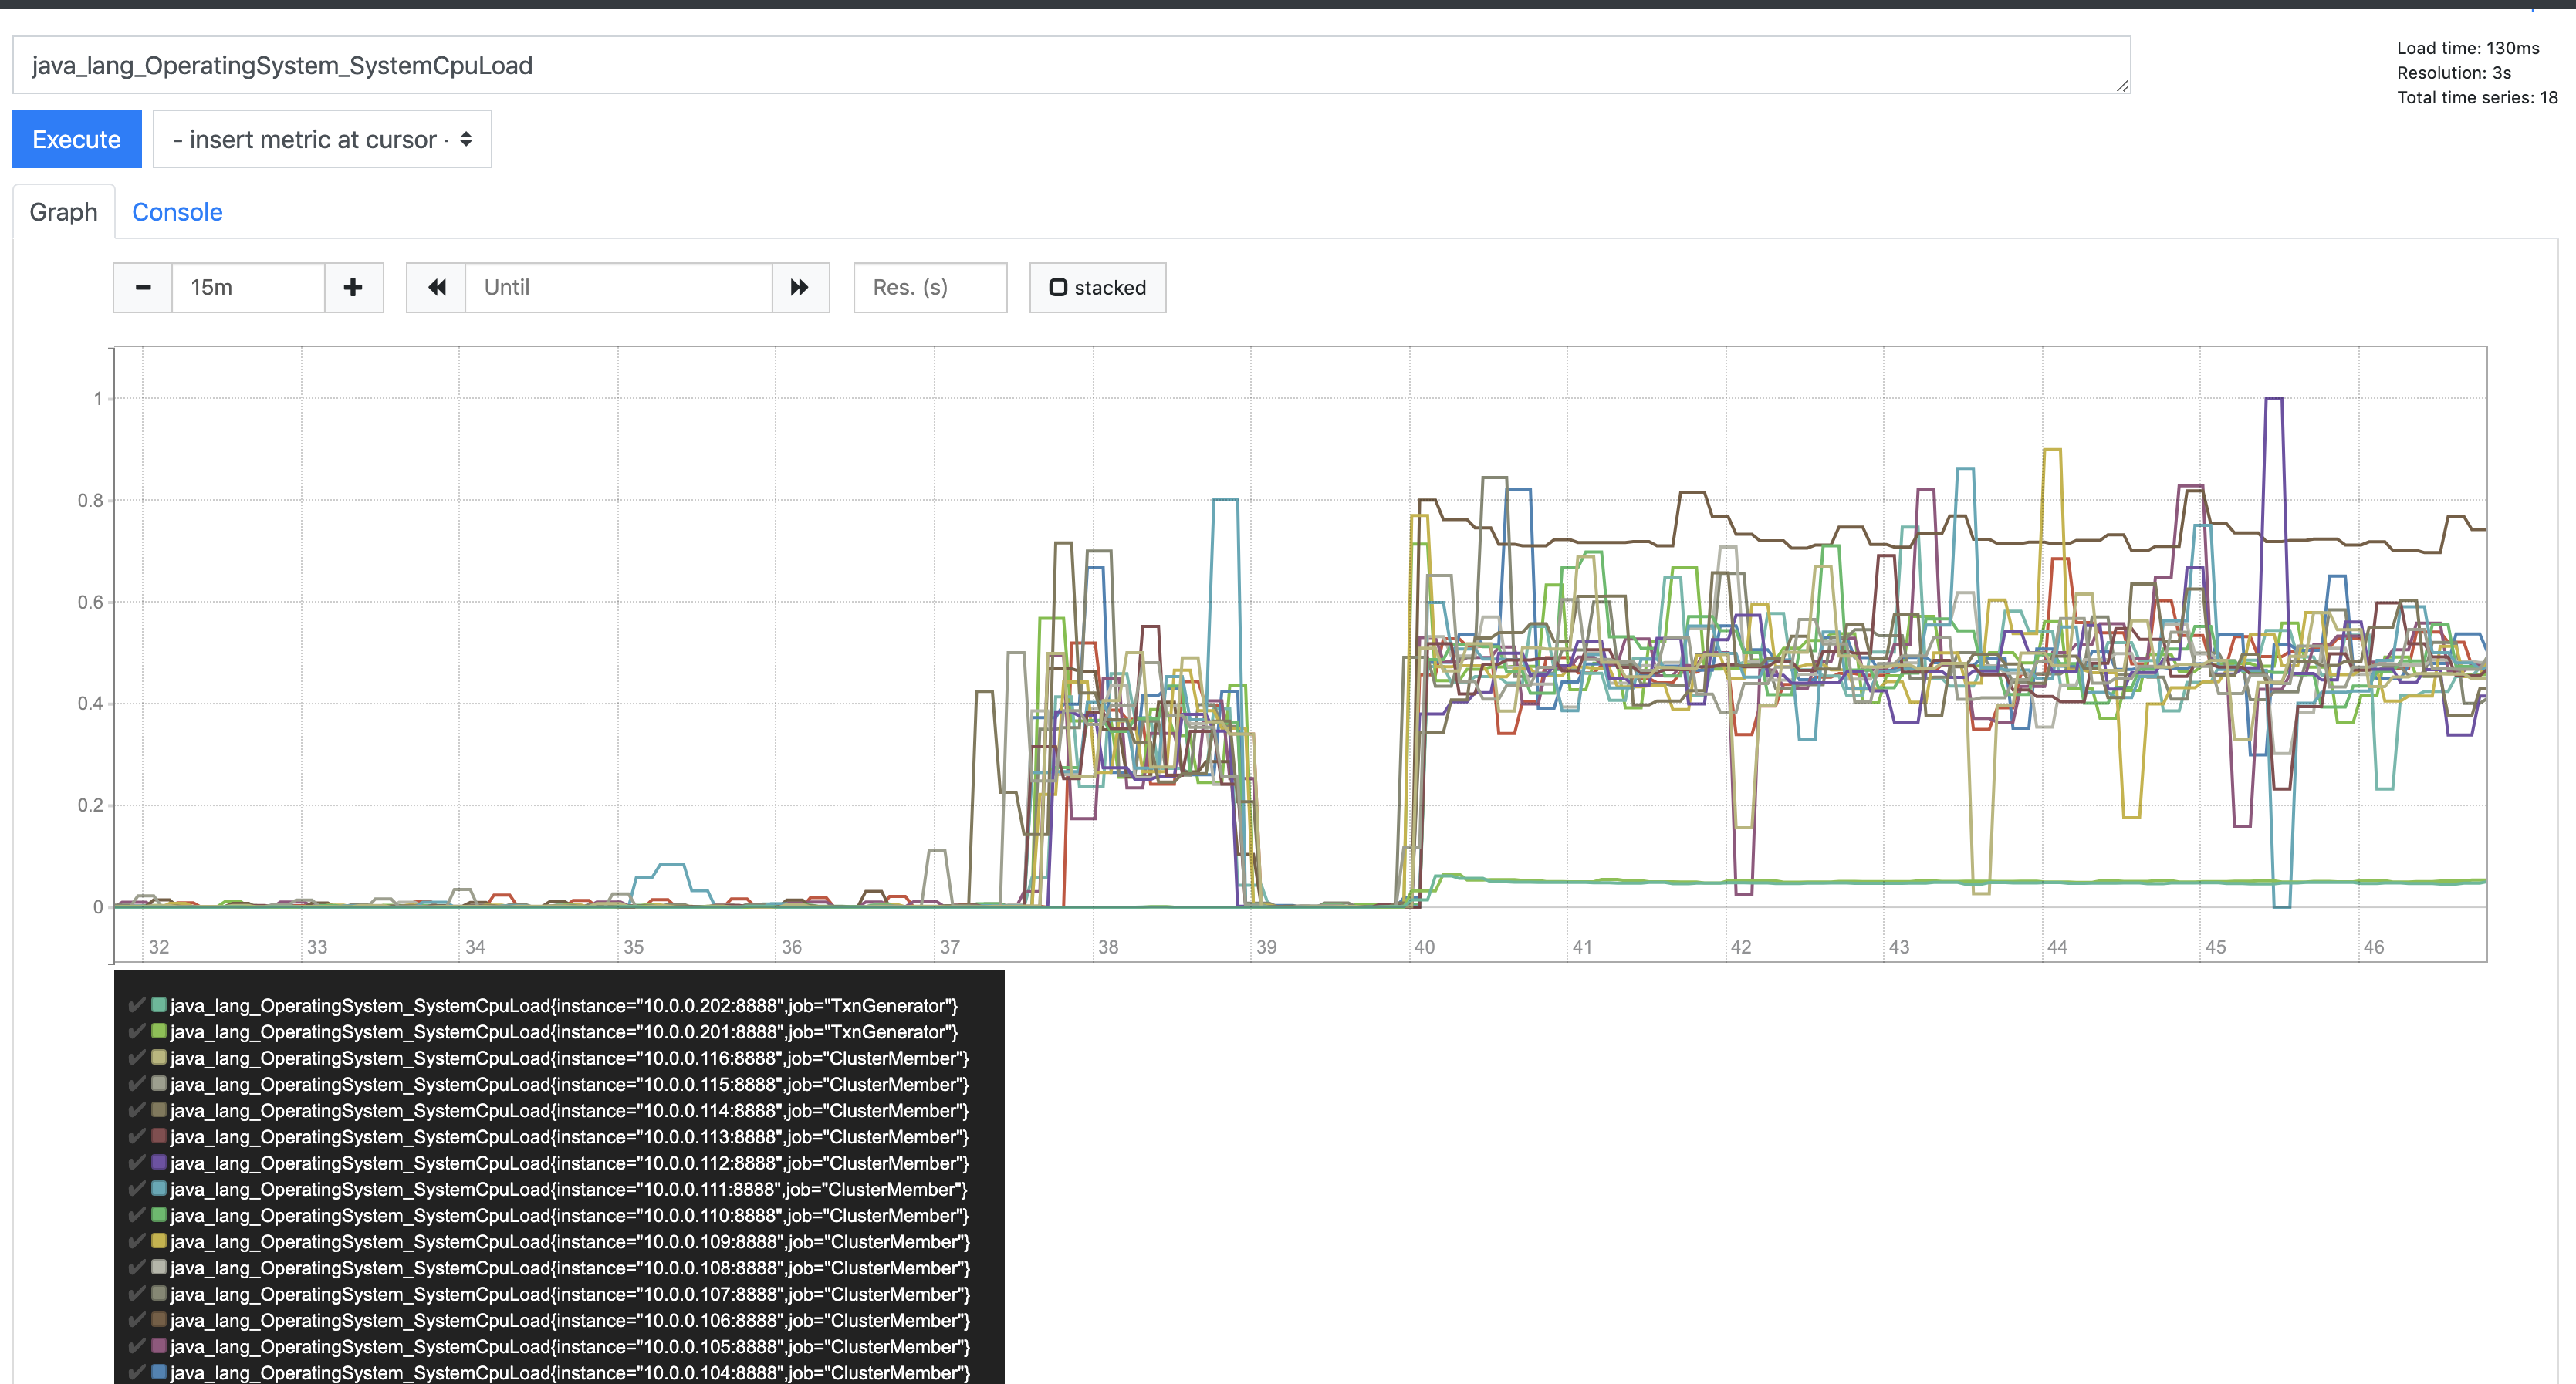 java_lang_OperatingSystem_SystemCpuLoad
Load time: 130ms
Resolution: 3s
Total time series: 18
Execute
- insert metric at cursor -
Graph
Console
15m
Until
Res. (s)
stacked
1
0.8
0.6
0.4
0.2
0
32 33 34 35 36 37 38 39 40 41 42 43 44 45 46
java_lang_OperatingSystem_SystemCpuLoad{instance="10.0.0.202:8888",job="TxnGenerator"}
java_lang_OperatingSystem_SystemCpuLoad{instance="10.0.0.201:8888",job="TxnGenerator"}
java_lang_OperatingSystem_SystemCpuLoad{instance="10.0.0.116:8888",job="ClusterMember"}
java_lang_OperatingSystem_SystemCpuLoad{instance="10.0.0.115:8888",job="ClusterMember"}
java_lang_OperatingSystem_SystemCpuLoad{instance="10.0.0.114:8888",job="ClusterMember"}
java_lang_OperatingSystem_SystemCpuLoad{instance="10.0.0.113:8888",job="ClusterMember"}
java_lang_OperatingSystem_SystemCpuLoad{instance="10.0.0.112:8888",job="ClusterMember"}
java_lang_OperatingSystem_SystemCpuLoad{instance="10.0.0.111:8888",job="ClusterMember"}
java_lang_OperatingSystem_SystemCpuLoad{instance="10.0.0.110:8888",job="ClusterMember"}
java_lang_OperatingSystem_SystemCpuLoad{instance="10.0.0.109:8888",job="ClusterMember"}
java_lang_OperatingSystem_SystemCpuLoad{instance="10.0.0.108:8888",job="ClusterMember"}
java_lang_OperatingSystem_SystemCpuLoad{instance="10.0.0.107:8888",job="ClusterMember"}
java_lang_OperatingSystem_SystemCpuLoad{instance="10.0.0.106:8888",job="ClusterMember"}
java_lang_OperatingSystem_SystemCpuLoad{instance="10.0.0.105:8888",job="ClusterMember"}
java_lang_OperatingSystem_SystemCpuLoad{instance="10.0.0.104:8888",job="ClusterMember"}